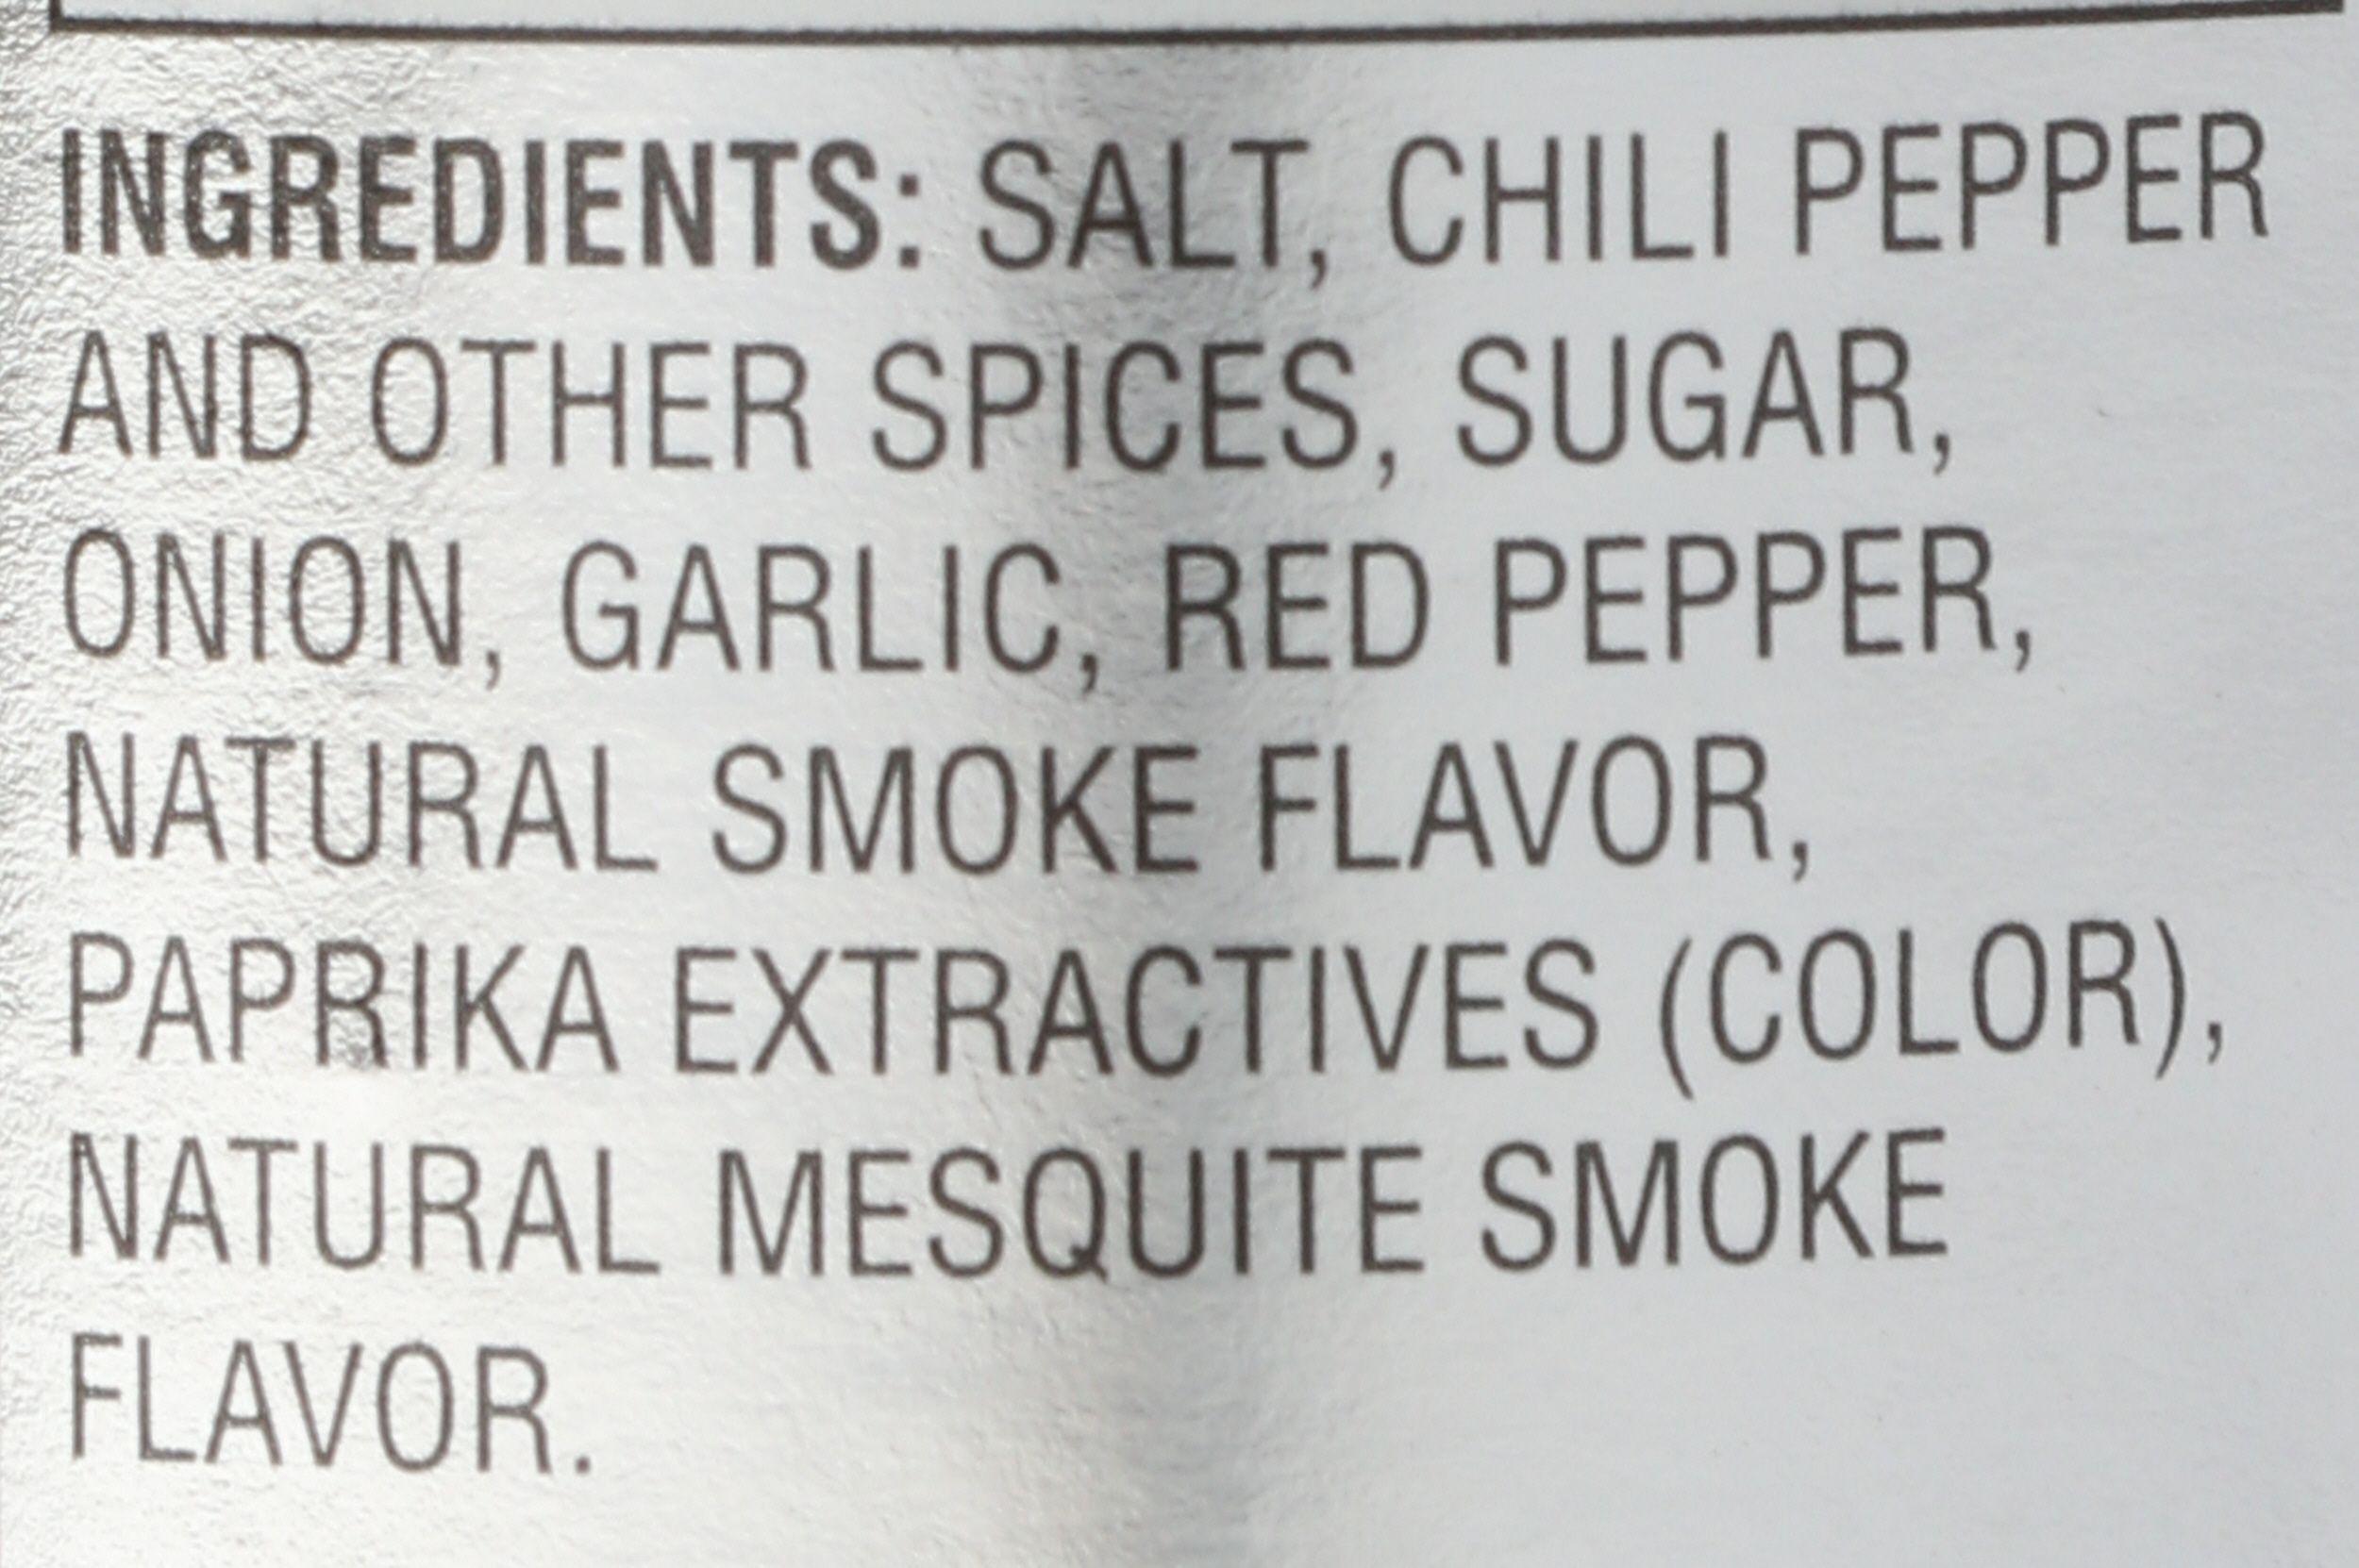 INGREDIENTS: SALT, CHILI PEPPER
AND OTHER SPICES, SUGAR,
ONION, GARLIC, RED PEPPER,
NATURAL SMOKE FLAVOR,
PAPRIKA EXTRACTIVES (COLOR),
NATURAL MESQUITE SMOKE
FLAVOR.